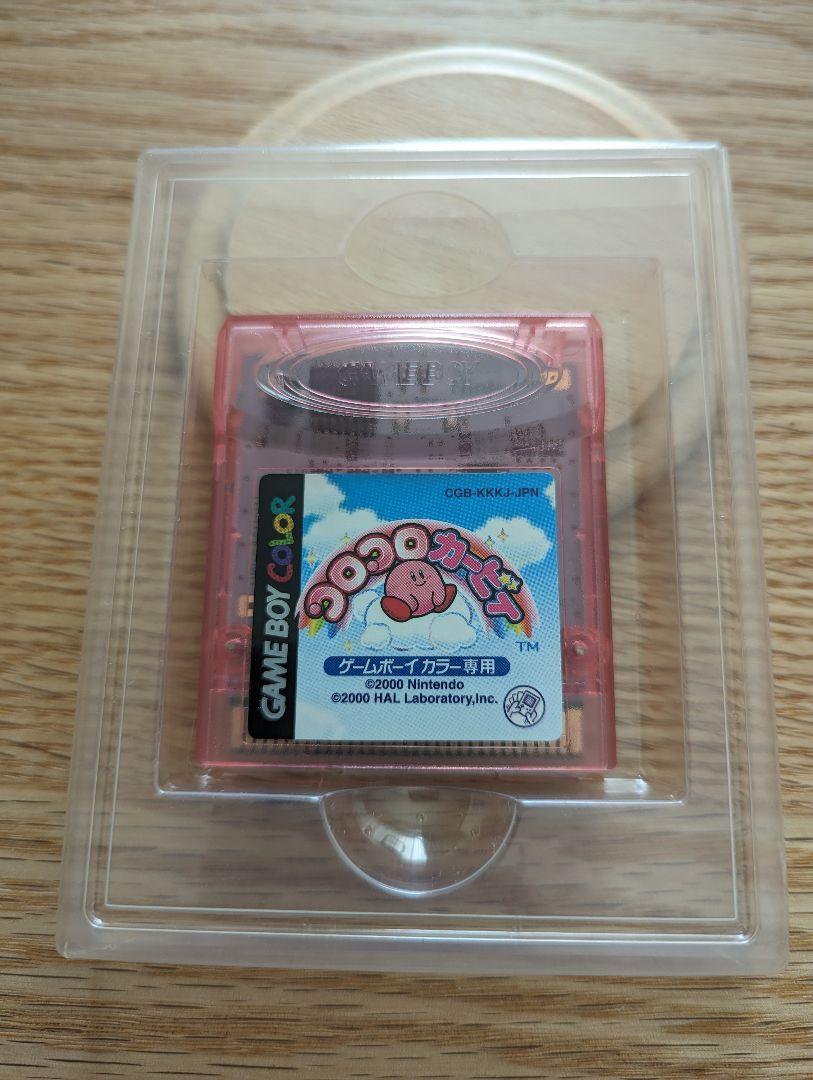 GAME BOY
CGB-KKKJ-JPN
GAME BOY COLOR
コロコロカービィ
TM
ゲームボーイカラー専用
©2000 Nintendo
©2000 HAL Laboratory,Inc.